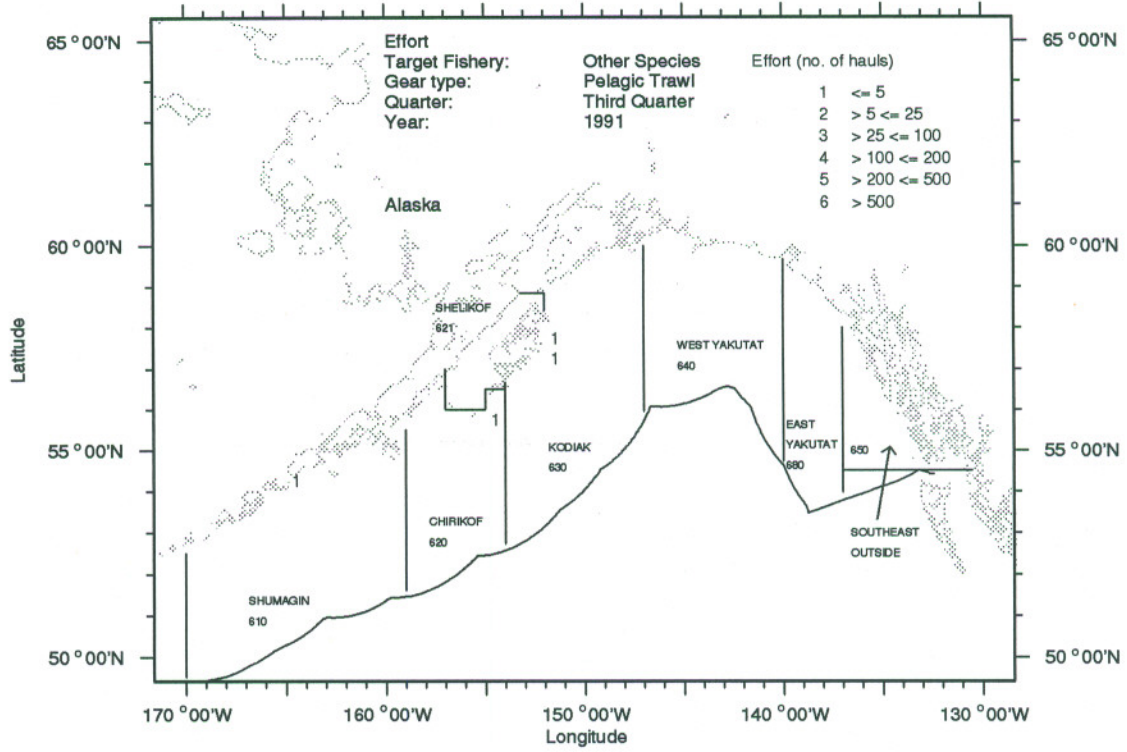 65 °00'N
65 °00'N
Effort
Target Fishery: Other Species
Gear type: Pelagic Trawl
Quarter: Third Quarter
Year: 1991
Effort (no. of hauls)
1 <= 5
2 > 5 <= 25
3 > 25 <= 100
4 > 100 <= 200
5 > 200 <= 500
6 > 500
Alaska
60 °00'N
60 °00'N
SHELIKOF
621
1
1
WEST YAKUTAT
640
Latitude
1
EAST
YAKUTAT
680
650
55 °00'N
55 °00'N
KODIAK
630
1
CHIRIKOF
620
SOUTHEAST
OUTSIDE
SHUMAGIN
610
50 °00'N
50 °00'N
170 °00'W
160 °00'W
150 °00'W
140 °00'W
130 °00'W
Longitude